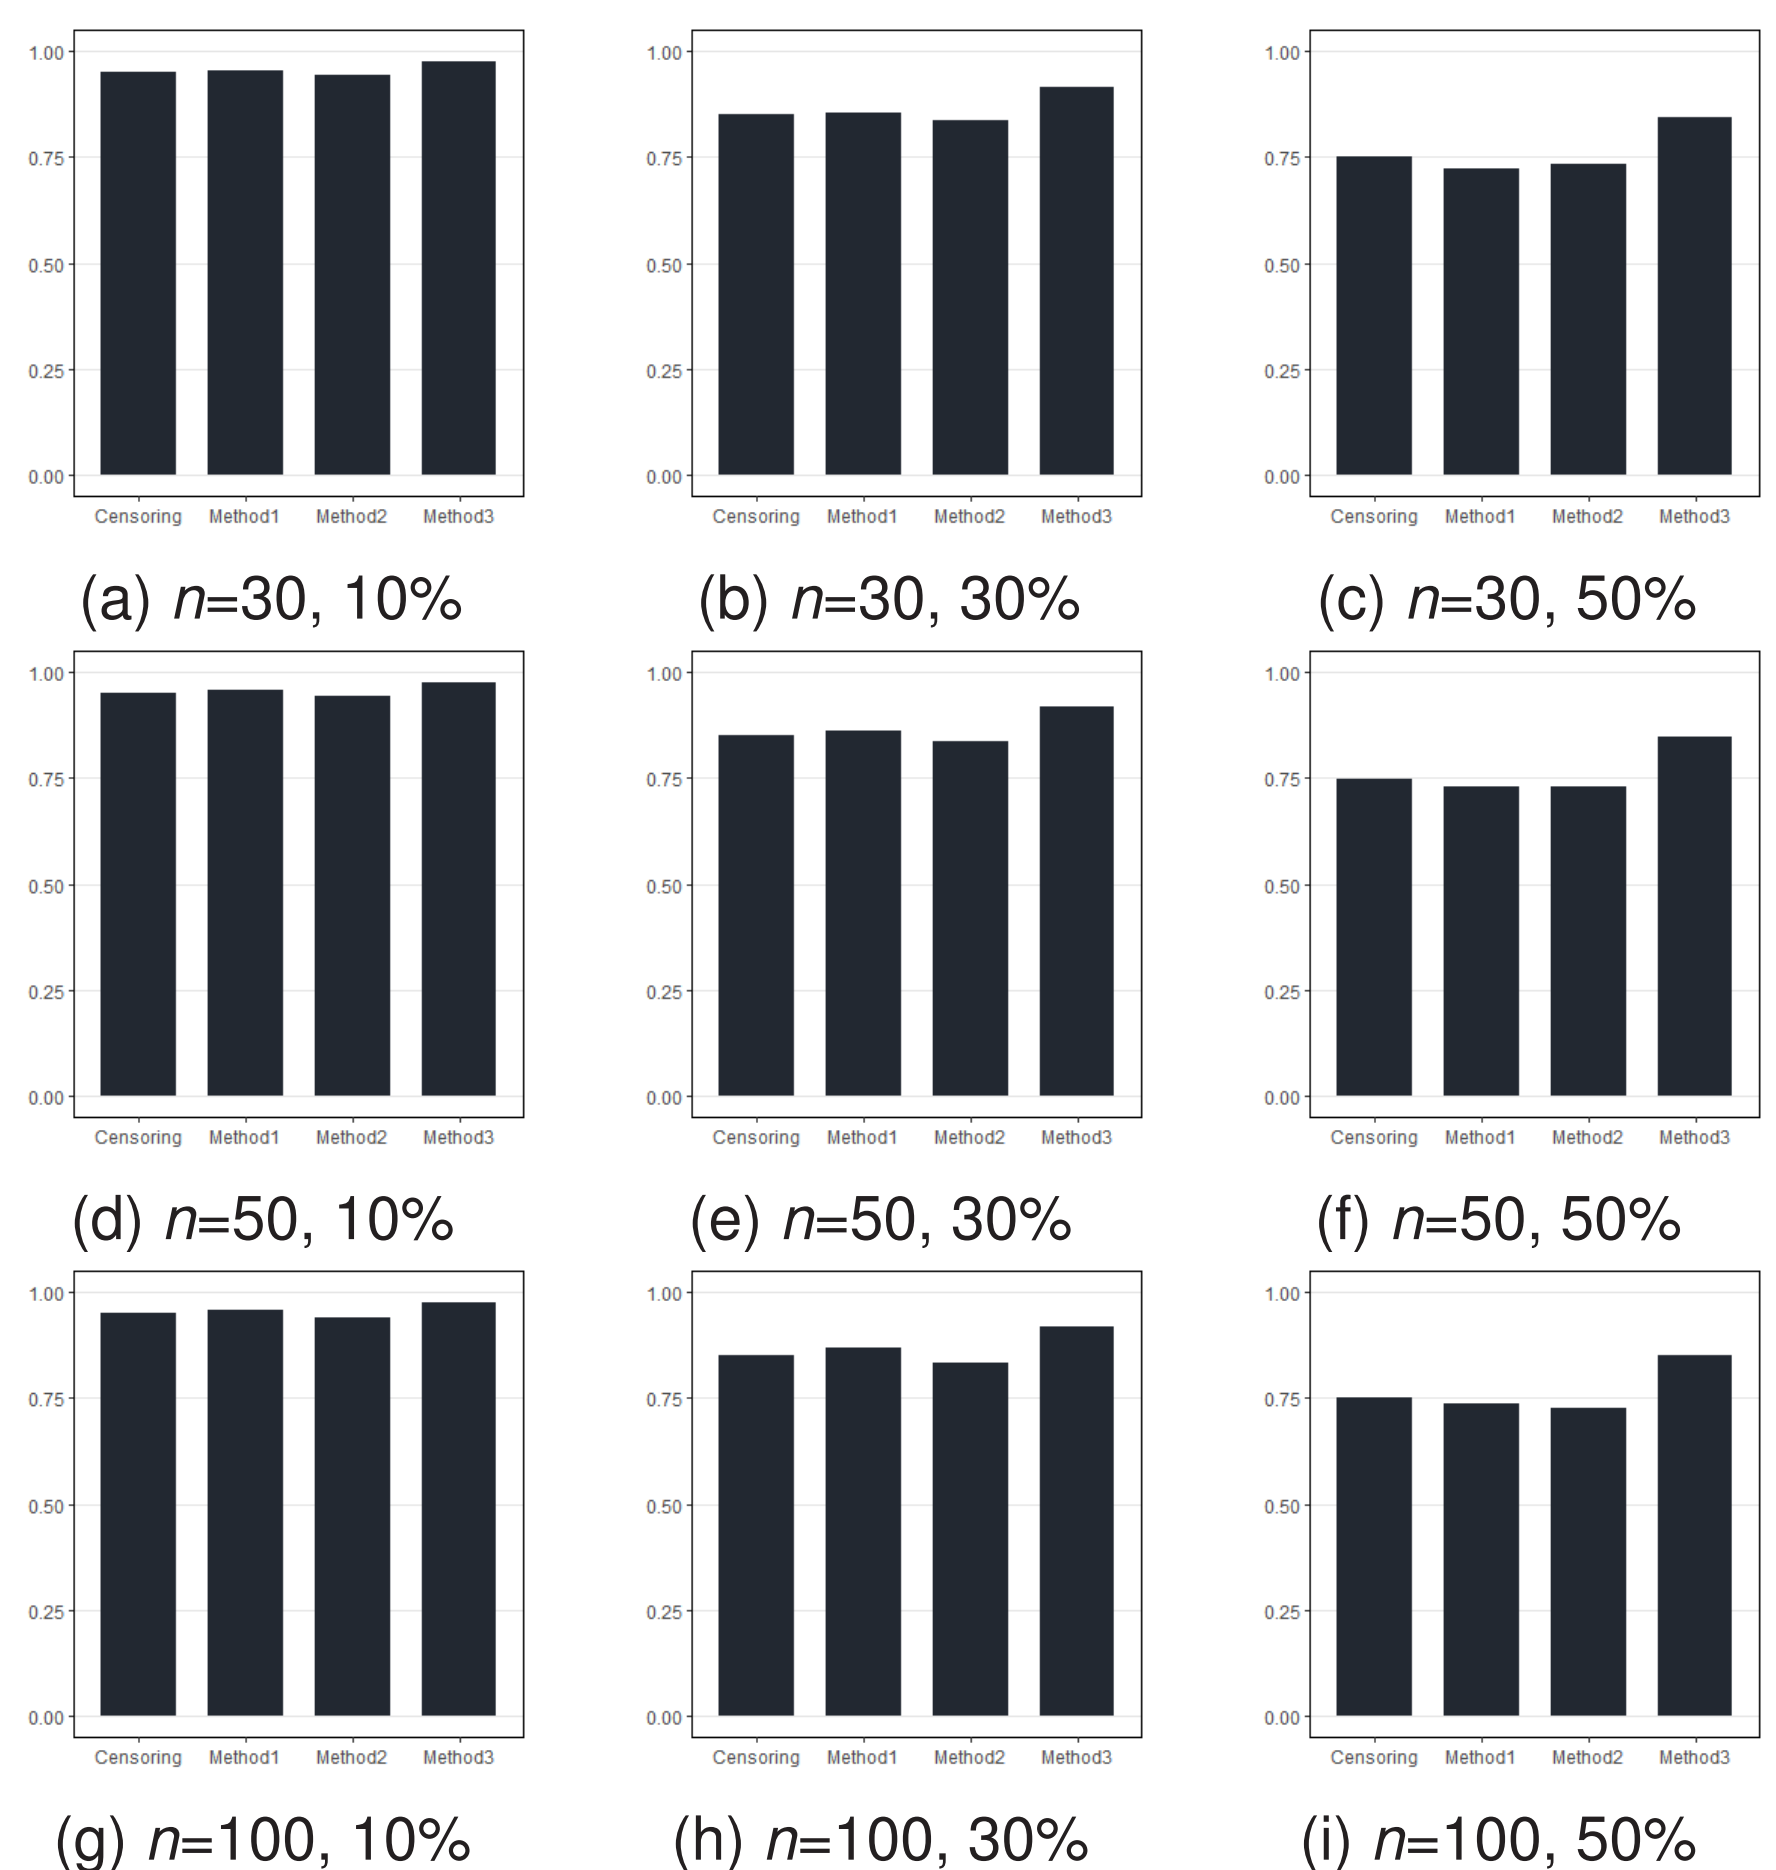 1.00 1.00 1.00
0.75 0.75 0.75
0.50 0.50 0.50
0.25 0.25 0.25
0.00 0.00 0.00
Censoring Method1 Method2 Method3 Censoring Method1 Method2 Method3 Censoring Method1 Method2 Method3
(a) n=30, 10% (b) n=30, 30% (c) n=30, 50%
1.00 1.00 1.00
0.75 0.75 0.75
0.50 0.50 0.50
0.25 0.25 0.25
0.00 0.00 0.00
Censoring Method1 Method2 Method3 Censoring Method1 Method2 Method3 Censoring Method1 Method2 Method3
(d) n=50, 10% (e) n=50, 30% (f) n=50, 50%
1.00 1.00 1.00
0.75 0.75 0.75
0.50 0.50 0.50
0.25 0.25 0.25
0.00 0.00 0.00
Censoring Method1 Method2 Method3 Censoring Method1 Method2 Method3 Censoring Method1 Method2 Method3
(g) n=100, 10% (h) n=100, 30% (i) n=100, 50%